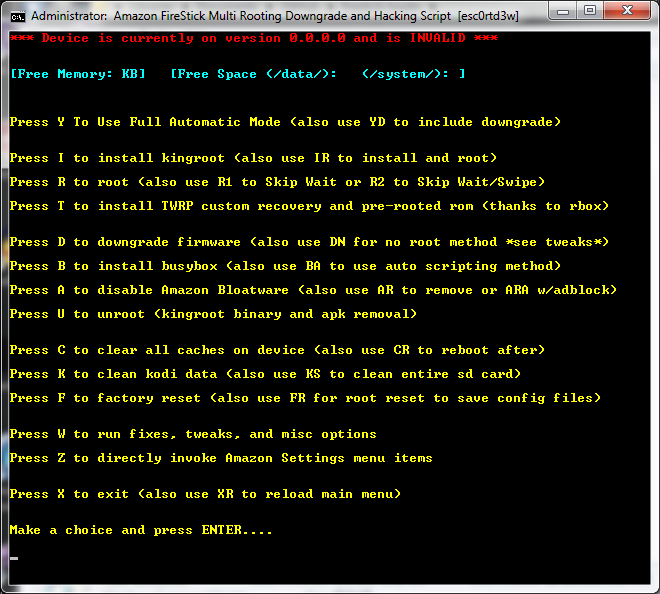 Administrator: Amazon FireStick Multi Rooting Downgrade and Hacking Script [esc0rtd3w]
*** Device is currently on version 0.0.0.0 and is INVALID ***
[Free Memory: KB] [Free Space (/data/): (/system/): ]
Press Y To Use Full Automatic Mode (also use YD to include downgrade)
Press I to install kingroot (also use IR to install and root)
Press R to root (also use R1 to Skip Wait or R2 to Skip Wait/Swipe)
Press T to install TWRP custom recovery and pre-rooted rom (thanks to rbox)
Press D to downgrade firmware (also use DN for no root method *see tweaks*)
Press B to install busybox (also use BA to use auto scripting method)
Press A to disable Amazon Bloatware (also use AR to remove or ARA w/adblock)
Press U to unroot (kingroot binary and apk removal)
Press C to clear all caches on device (also use CR to reboot after)
Press K to clean kodi data (also use KS to clean entire sd card)
Press F to factory reset (also use FR for root reset to save config files)
Press W to run fixes, tweaks, and misc options
Press Z to directly invoke Amazon Settings menu items
Press X to exit (also use XR to reload main menu)
Make a choice and press ENTER....